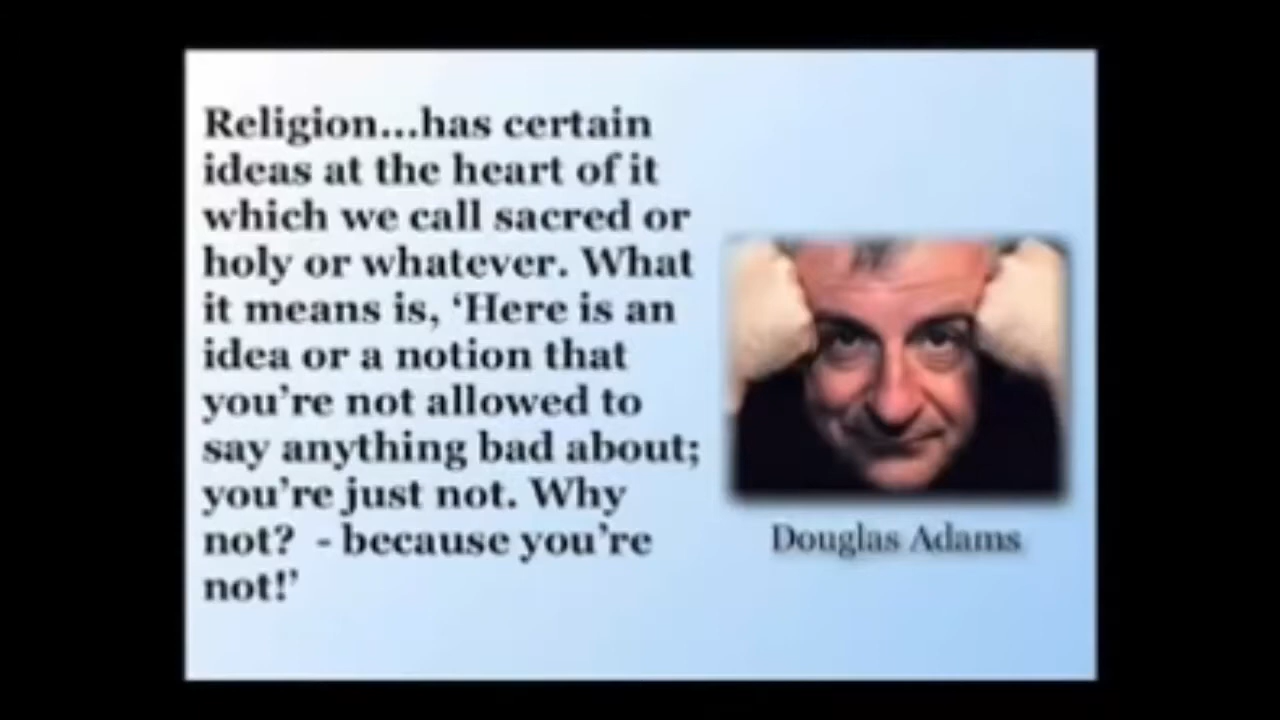 Religion...has certain
ideas at the heart of it
which we call sacred or
holy or whatever. What
it means is, ‘Here is an
idea or a notion that
you’re not allowed to
say anything bad about;
you’re just not. Why
not?  - because you’re
not!’
Douglas Adams